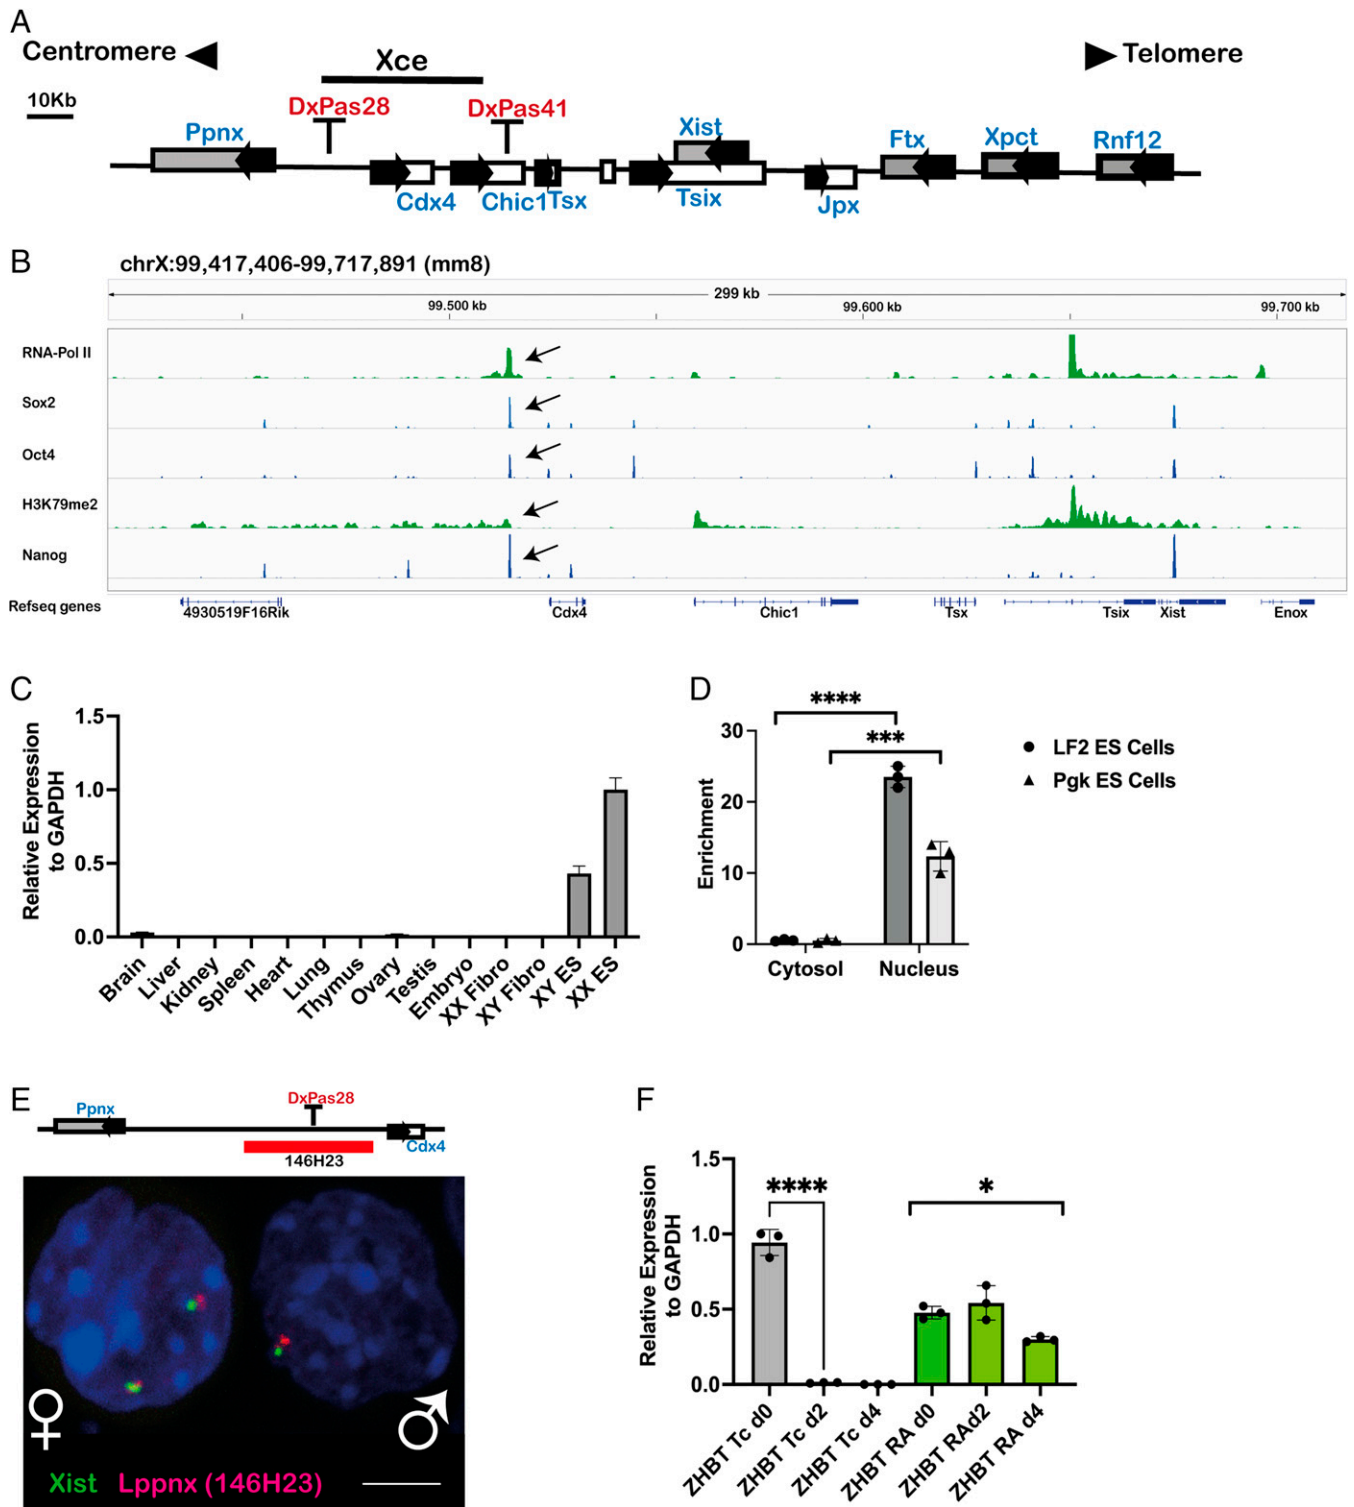 A
Centromere
Telomere
Xce
10Kb
DxPas28
DxPas41
Ppnx
Xist
Ftx
Xpct
Rnf12
Cdx4
Chic1
Tsx
Tsix
Jpx
B
chrX:99,417,406-99,717,891 (mm8)
299 kb
99.500 kb
99.600 kb
99.700 kb
RNA-Pol II
Sox2
Oct4
H3K79me2
Nanog
Refseq genes
4930519F16Rik
Cdx4
Chic1
Tsx
Tsix
Xist
Enox
C
Relative Expression
to GAPDH
1.5
1.0
0.5
0.0
Brain
Liver
Kidney
Spleen
Heart
Lung
Thymus
Ovary
Testis
Embryo
XX Fibro
XY Fibro
XY ES
XX ES
D
****
***
Enrichment
30
20
10
0
Cytosol
Nucleus
LF2 ES Cells
Pgk ES Cells
E
Ppnx
DxPas28
Cdx4
146H23
♀
♂
Xist Lppnx (146H23)
F
Relative Expression
to GAPDH
1.5
1.0
0.5
0.0
****
*
ZHBT Tc d0
ZHBT Tc d2
ZHBT Tc d4
ZHBT RA d0
ZHBT RAd2
ZHBT RA d4